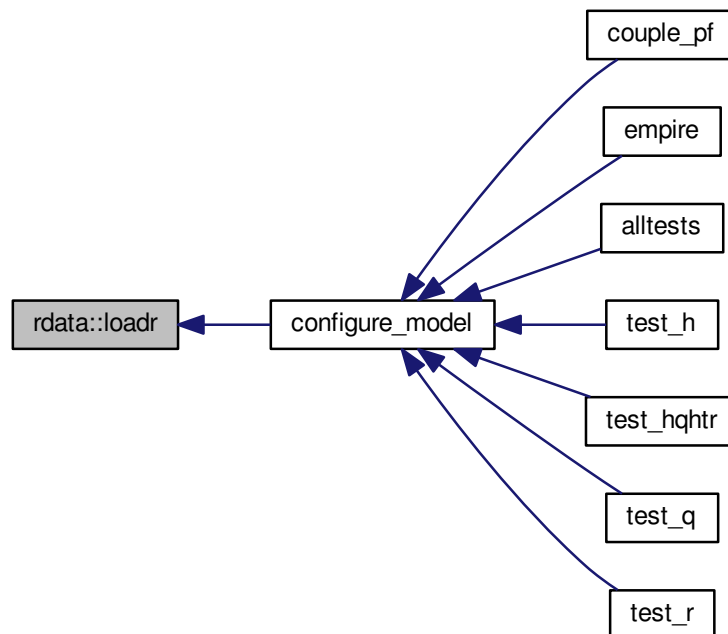 couple_pf
empire
alltests
rdata::loadr
configure_model
test_h
test_hqhtr
test_q
test_r